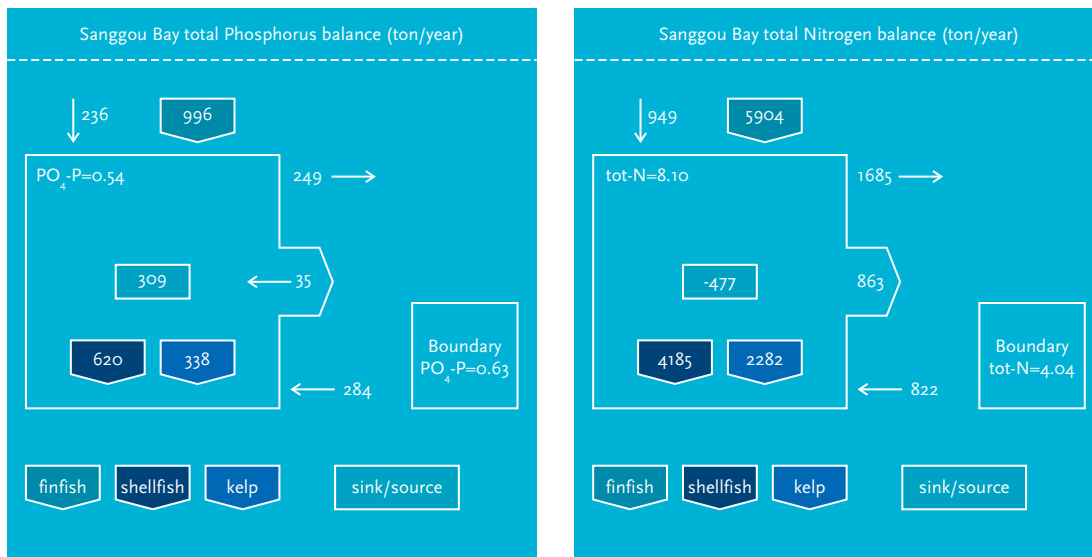 Sanggou Bay total Phosphorus balance (ton/year)
236
996
PO4-P=0.54
249
309
35
620
338
284
Boundary
PO4-P=0.63
finfish
shellfish
kelp
sink/source
Sanggou Bay total Nitrogen balance (ton/year)
949
5904
tot-N=8.10
1685
-477
863
4185
2282
822
Boundary
tot-N=4.04
finfish
shellfish
kelp
sink/source